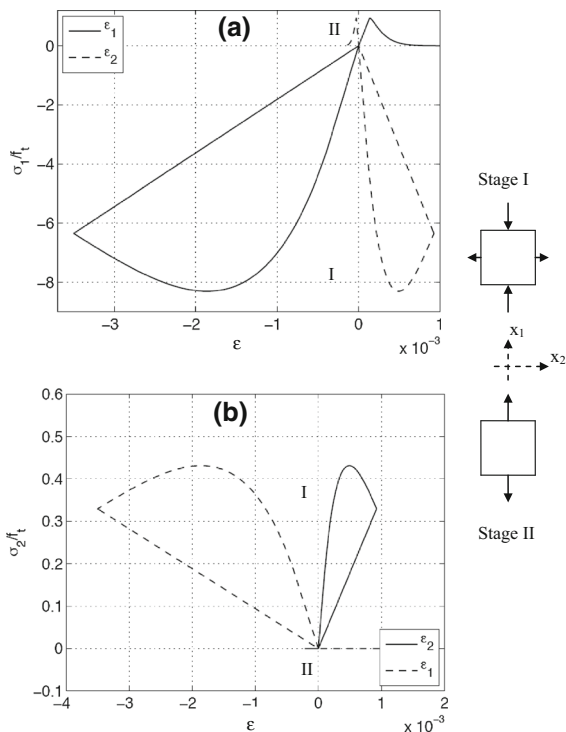 (a)
II
ε1
ε2
0
−2
−4
−6
−8
σ1/ft
I
−3 −2 −1 0 1
ε
x 10−3
Stage I
x1
x2
Stage II
(b)
0.6
0.5
0.4
0.3
0.2
0.1
0
−0.1
σ2/ft
I
II
ε2
ε1
−4 −3 −2 −1 0 1 2
ε
x 10−3